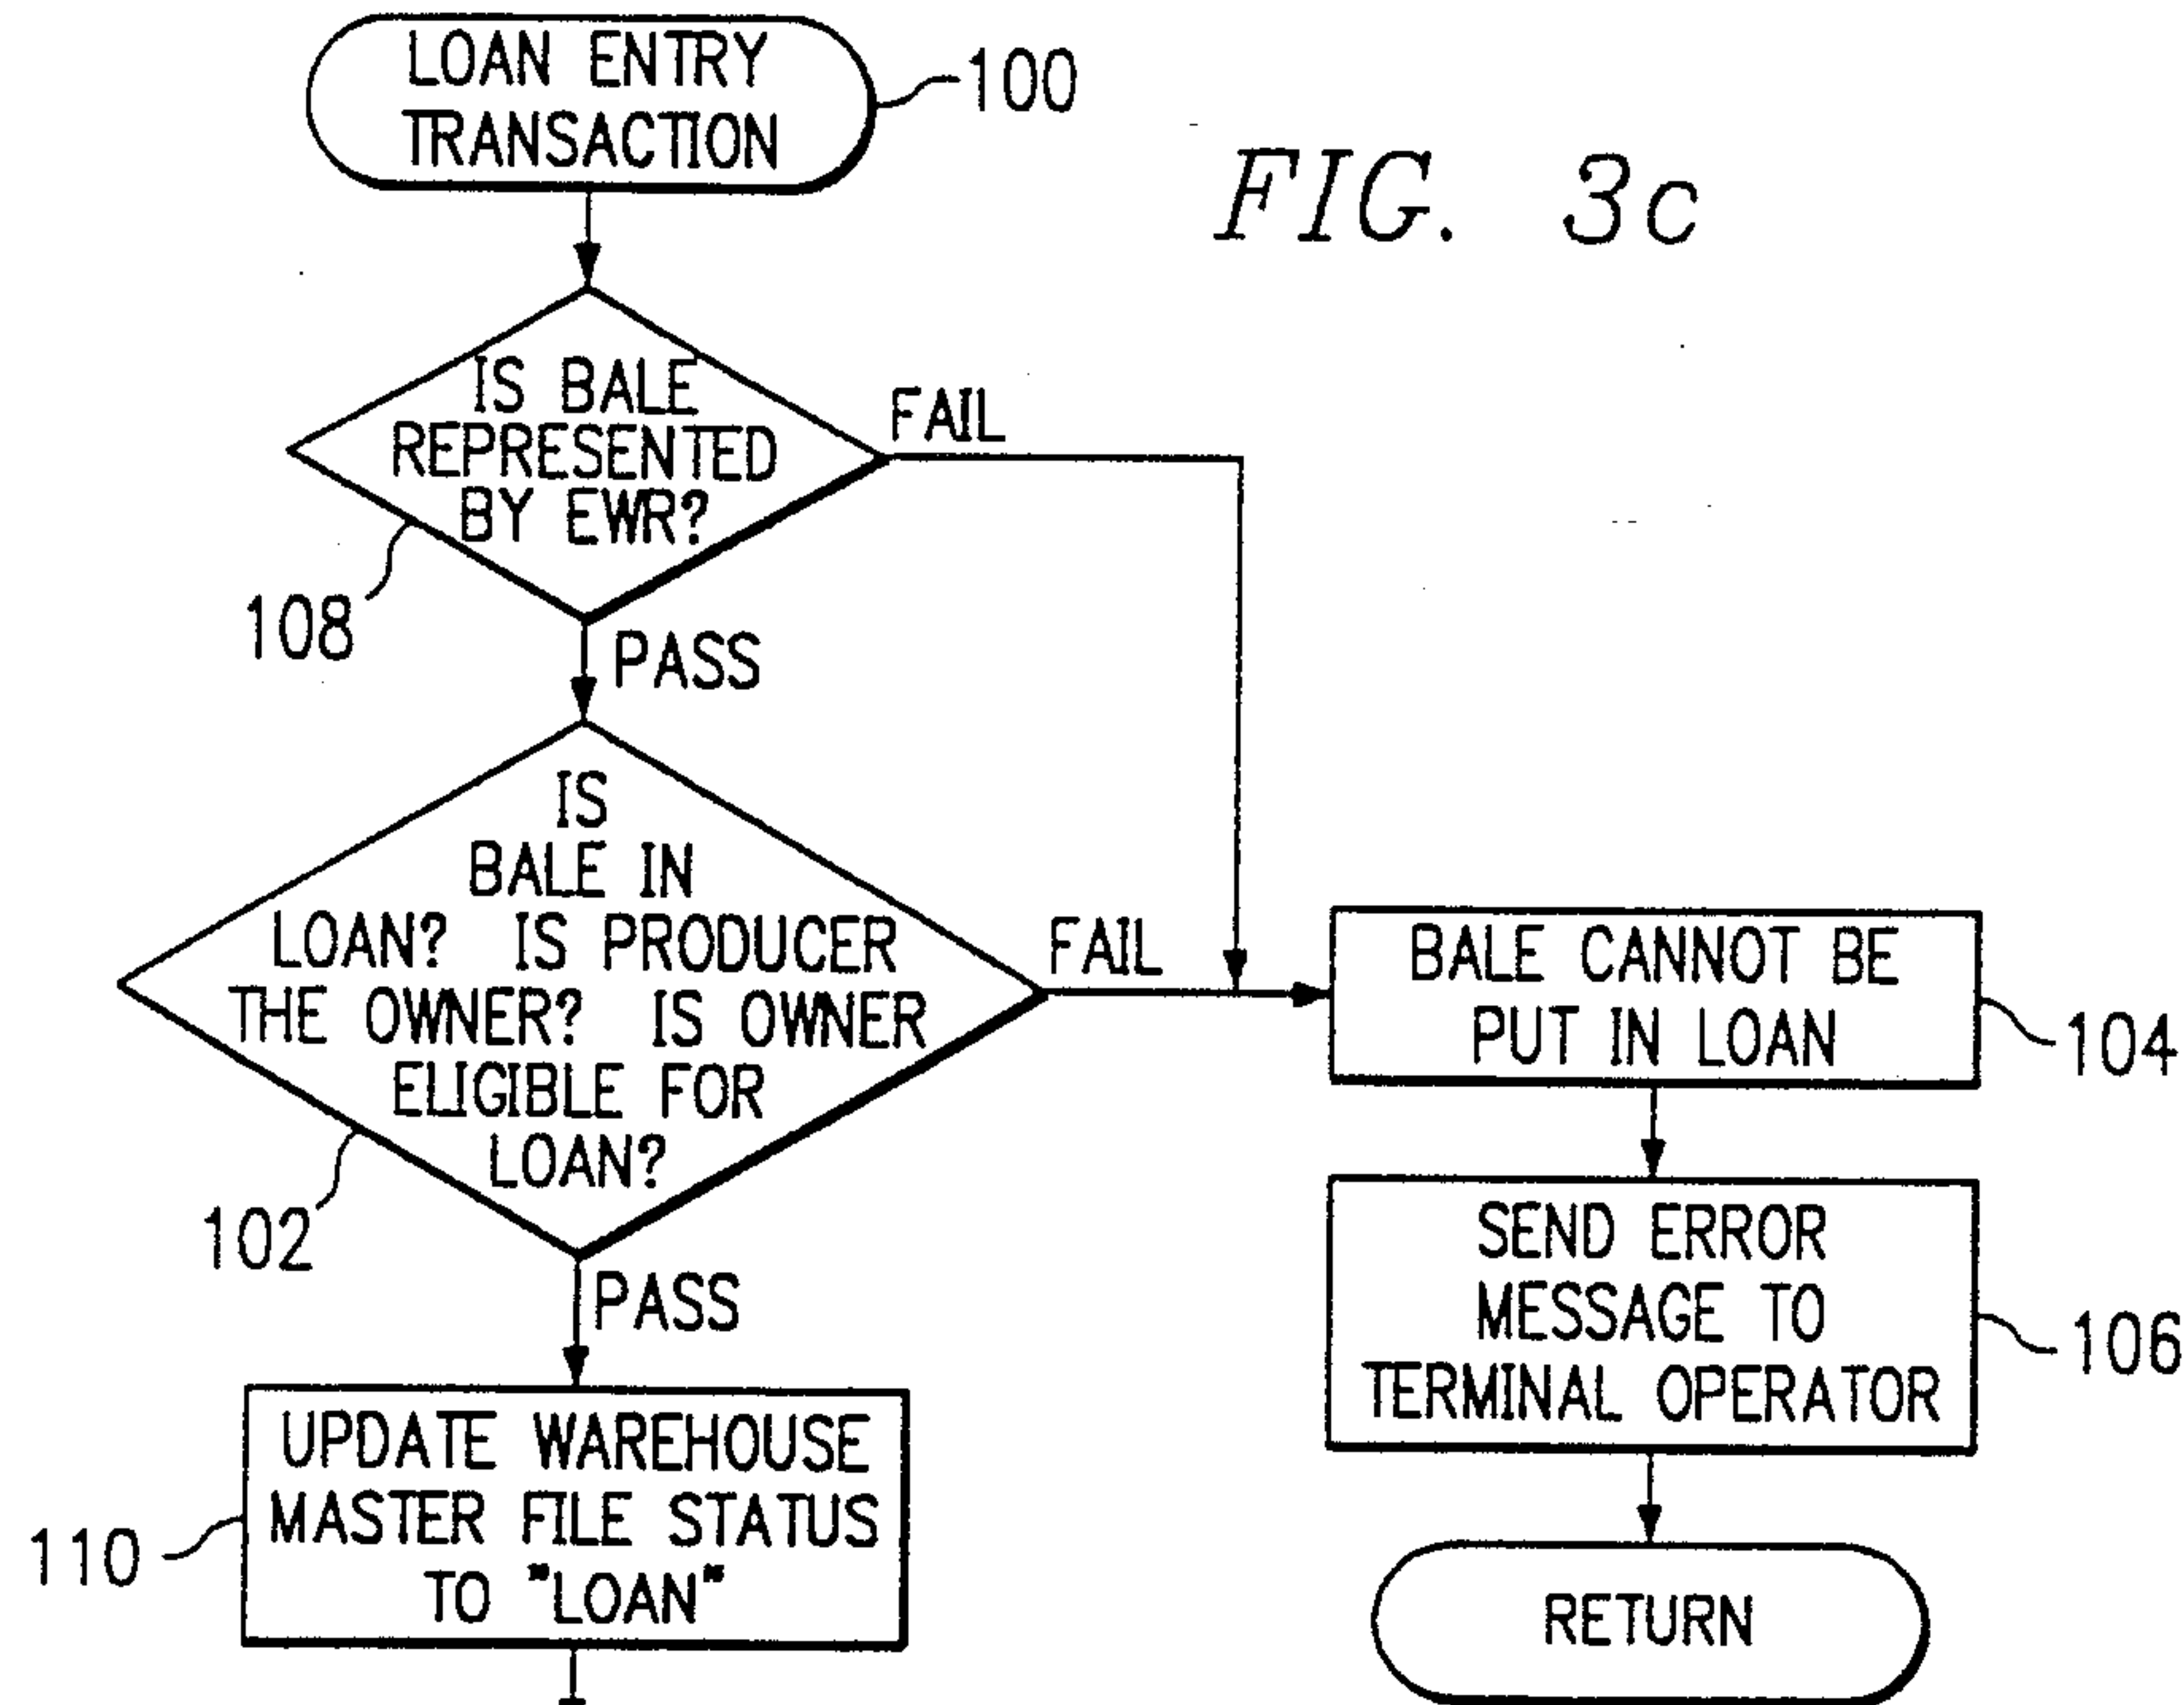 LOAN ENTRY
TRANSACTION
100
FIG. 3c
IS BALE
REPRESENTED
BY EWR?
FAIL
108
PASS
IS
BALE IN
LOAN? IS PRODUCER
THE OWNER? IS OWNER
ELIGIBLE FOR
LOAN?
FAIL
102
PASS
BALE CANNOT BE
PUT IN LOAN
104
SEND ERROR
MESSAGE TO
TERMINAL OPERATOR
106
UPDATE WAREHOUSE
MASTER FILE STATUS
TO "LOAN"
110
RETURN